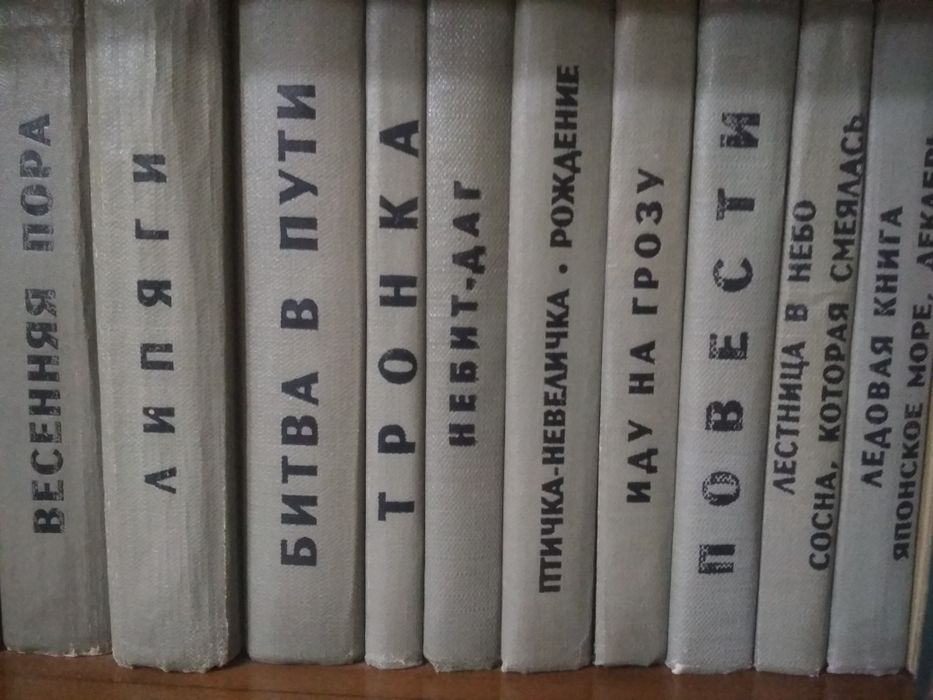 ВЕСЕННЯЯ ПОРА
ЛИПЯГИ
БИТВА В ПУТИ
ТРОНКА
НЕБИТ-ДАГ
ПТИЧКА-НЕВЕЛИЧКА • РОЖДЕНИЕ
ИДУ НА ГРОЗУ
ПОВЕСТИ
ЛЕСТНИЦА В НЕБО
СОСНА, КОТОРАЯ СМЕЯЛАСЬ
ЛЕДОВАЯ КНИГА
ЯПОНСКОЕ МОРЕ, ДЕКАБРЬ